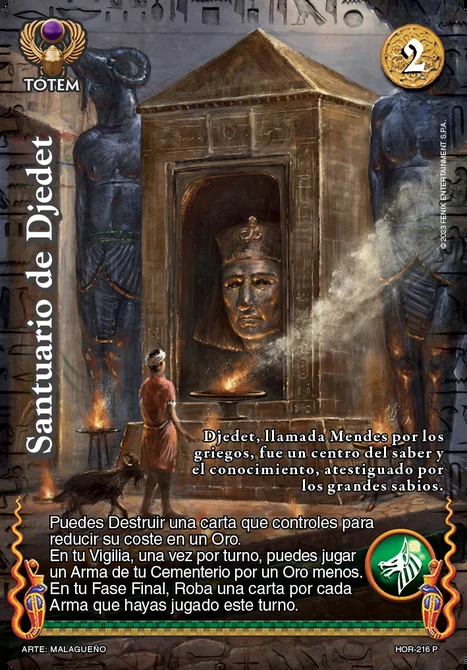 TÓTEM
2
Santuario de Djedet
© 2023 FENIX ENTERTAINMENT S.P.A.
Djedet, llamada Mendes por los
griegos, fue un centro del saber y
el conocimiento, atestiguado por
los grandes sabios.
Puedes Destruir una carta que controles para
reducir su coste en un Oro.
En tu Vigilia, una vez por turno, puedes jugar
un Arma de tu Cementerio por un Oro menos.
En tu Fase Final, Roba una carta por cada
Arma que hayas jugado este turno.
ARTE: MALAGUEÑO
HOR-216 P